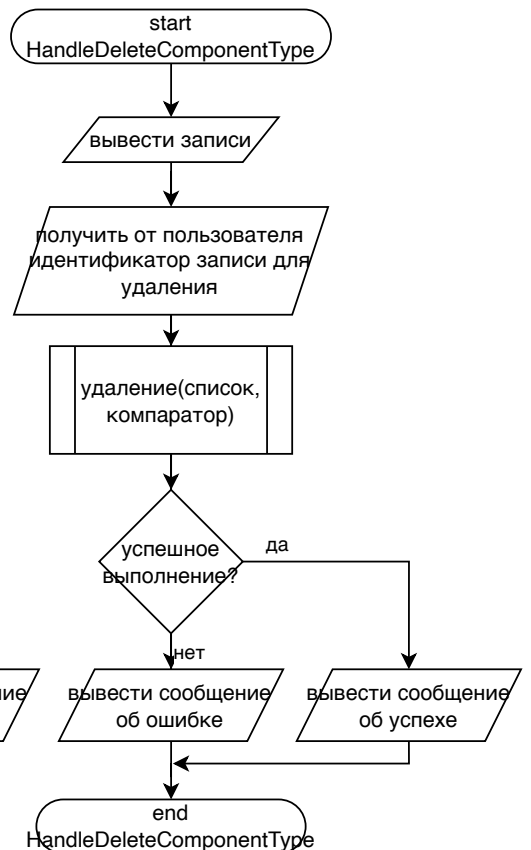 start
HandleDeleteComponentType
вывести записи
получить от пользователя
идентификатор записи для
удаления
удаление(список,
компаратор)
успешное
выполнение?
да
нет
вывести сообщение
об ошибке
вывести сообщение
об успехе
end
HandleDeleteComponentType